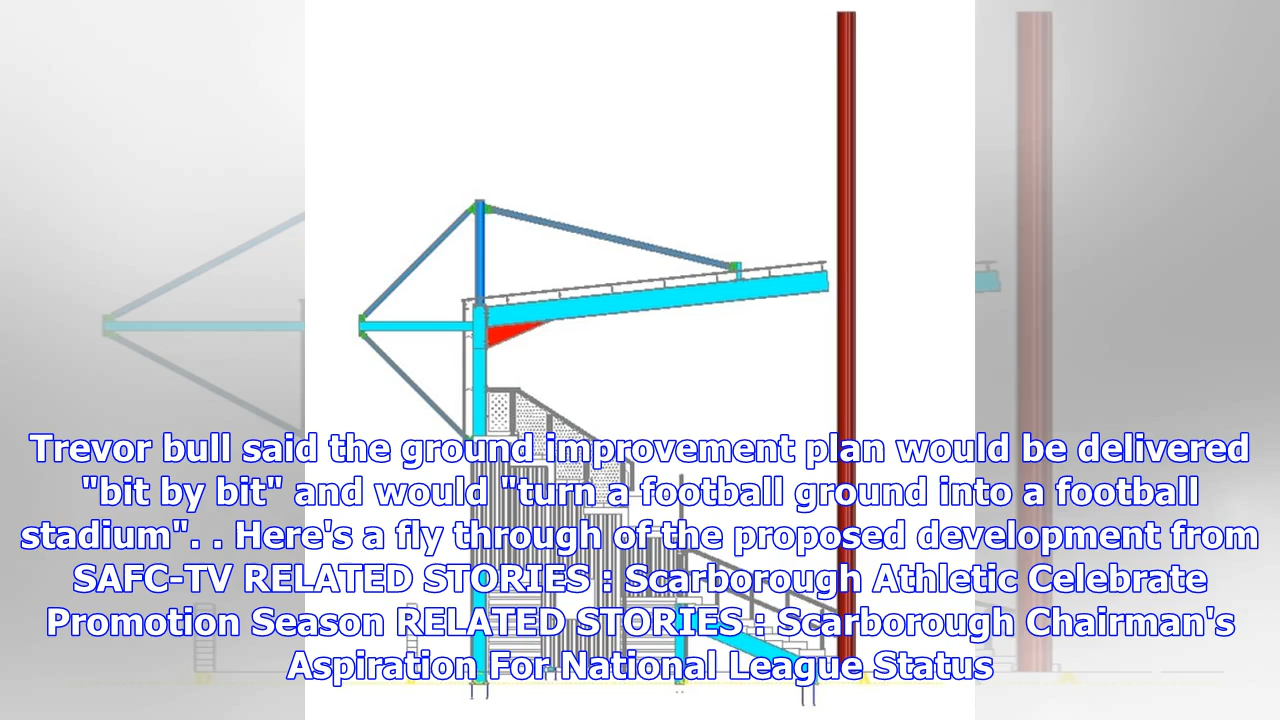 Trevor bull said the ground improvement plan would be delivered
"bit by bit" and would "turn a football ground into a football
stadium". . Here's a fly through of the proposed development from
SAFC-TV RELATED STORIES : Scarborough Athletic Celebrate
Promotion Season RELATED STORIES : Scarborough Chairman's
Aspiration For National League Status